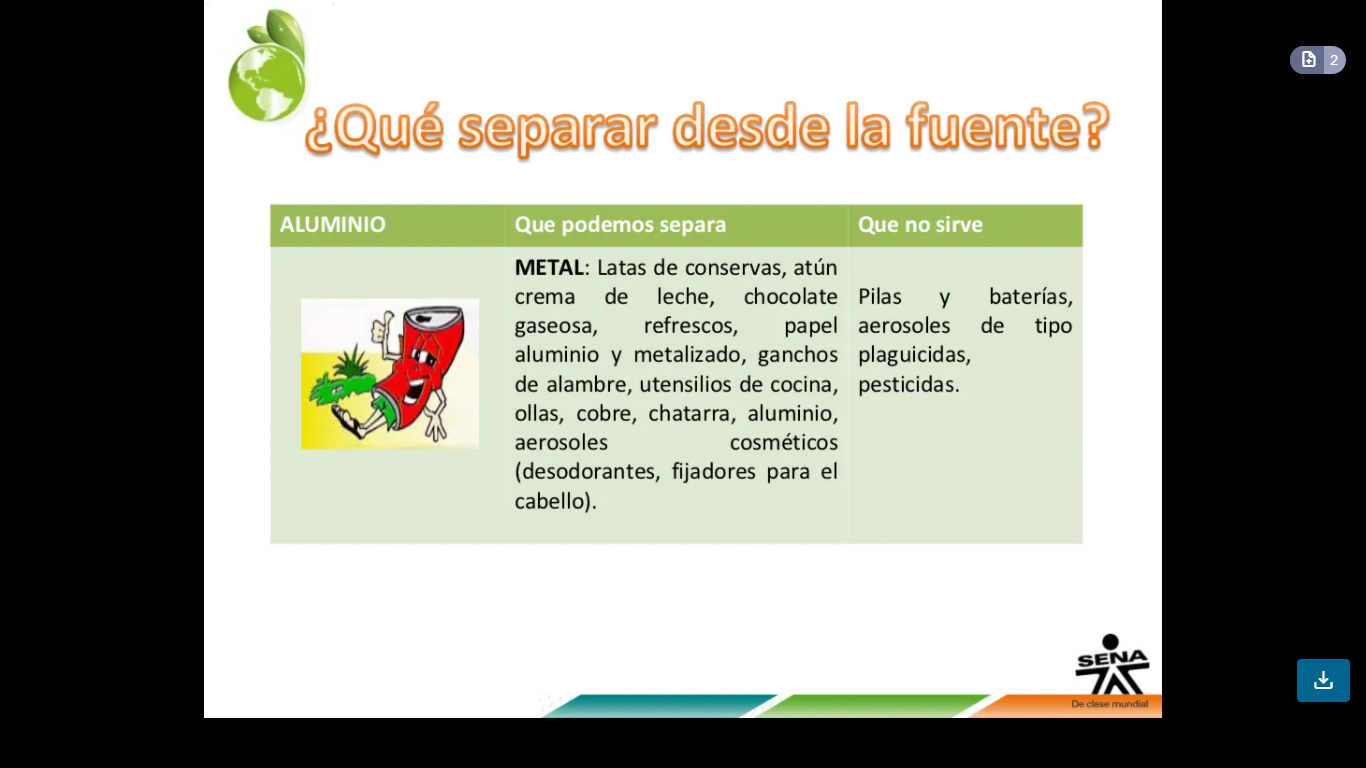 2
¿Qué separar desde la fuente?
ALUMINIO
Que podemos separa
Que no sirve
METAL: Latas de conservas, atún
crema de leche, chocolate
gaseosa, refrescos, papel
aluminio y metalizado, ganchos
de alambre, utensilios de cocina,
ollas, cobre, chatarra, aluminio,
aerosoles cosméticos
(desodorantes, fijadores para el
cabello).
Pilas y baterías,
aerosoles de tipo
plaguicidas,
pesticidas.
SENA
De clase mundial